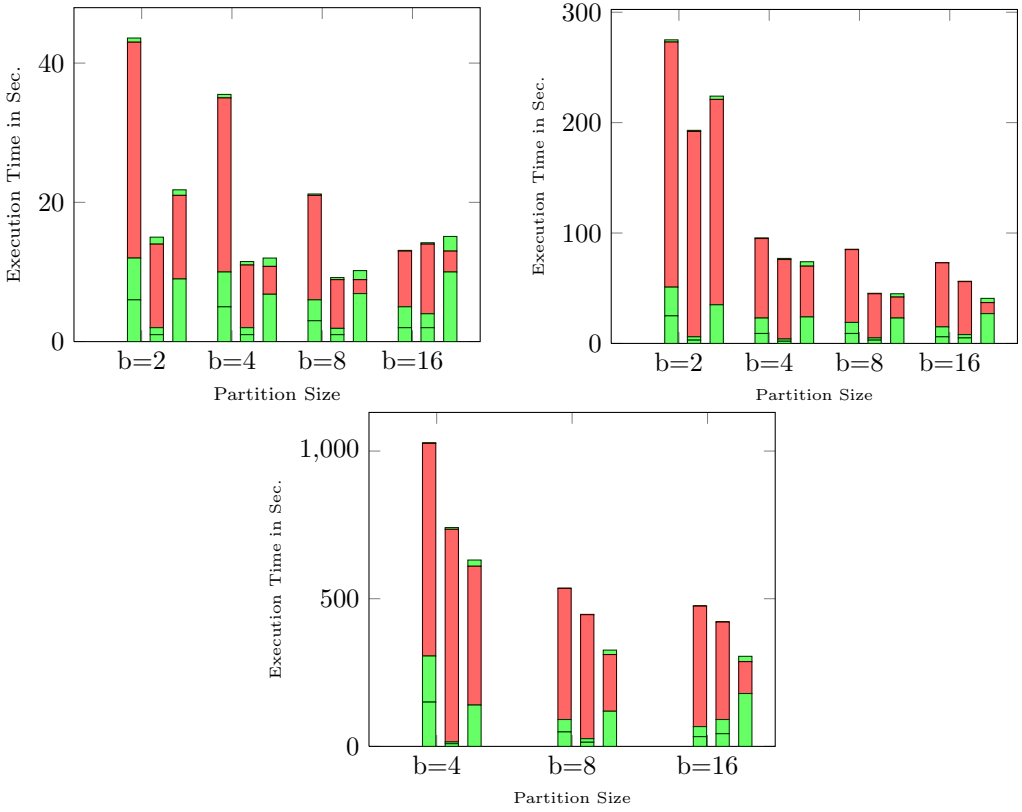 Execution Time in Sec.
40
20
0
b=2 b=4 b=8 b=16
Partition Size
Execution Time in Sec.
300
200
100
0
b=2 b=4 b=8 b=16
Partition Size
Execution Time in Sec.
1,000
500
0
b=4 b=8 b=16
Partition Size